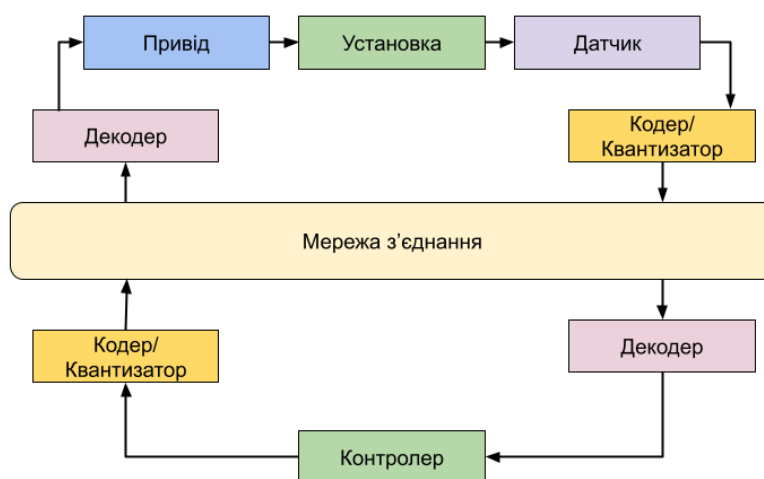 Привід
Установка
Датчик
Декодер
Кодер/
Квантизатор
Мережа з’єднання
Кодер/
Квантизатор
Декодер
Контролер